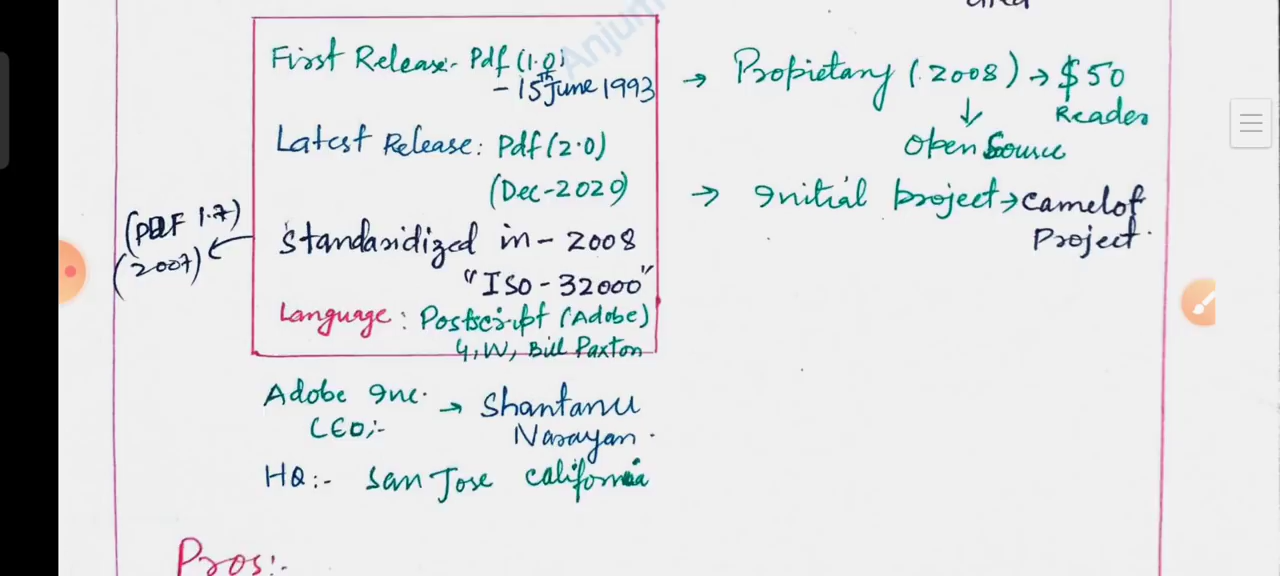 First Release:- Pdf (1.0)
- 15th June 1993
Latest Release: Pdf (2.0)
(Dec-2020)
Standardized in - 2008
"ISO - 32000"
Language: Postscript (Adobe)
G, W, Bill Paxton
(PDF 1.7)
(2007)
Adobe Inc.
CEO:-
→ Shantanu
Narayan.
HQ:- San Jose california
Pros:-
→ Propietary (2008) → $50
Reader
↓
Open Source
→ Initial project → Camelot
Project.
Anjum